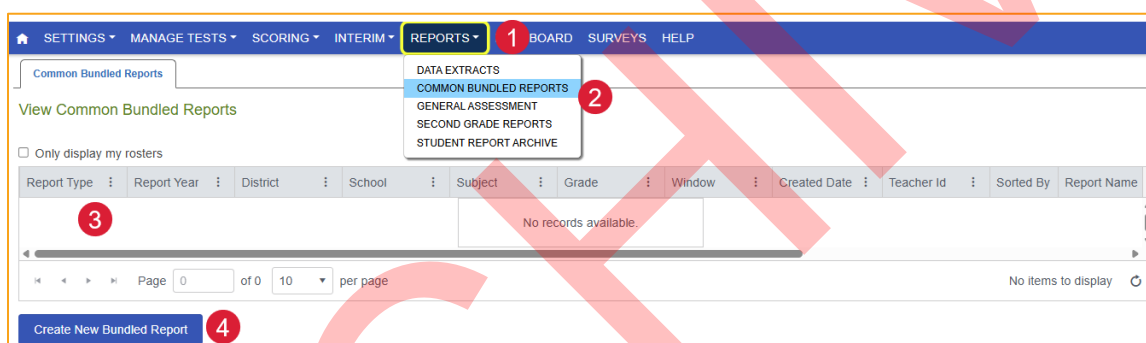 SETTINGS MANAGE TESTS SCORING INTERIM REPORTS 1 BOARD SURVEYS HELP
Common Bundled Reports
DATA EXTRACTS
COMMON BUNDLED REPORTS 2
GENERAL ASSESSMENT
SECOND GRADE REPORTS
STUDENT REPORT ARCHIVE
View Common Bundled Reports
Only display my rosters
Report Type Report Year District School Subject Grade Window Created Date Teacher Id Sorted By Report Name
3
No records available.
Page 0 of 0 10 per page No items to display
Create New Bundled Report 4